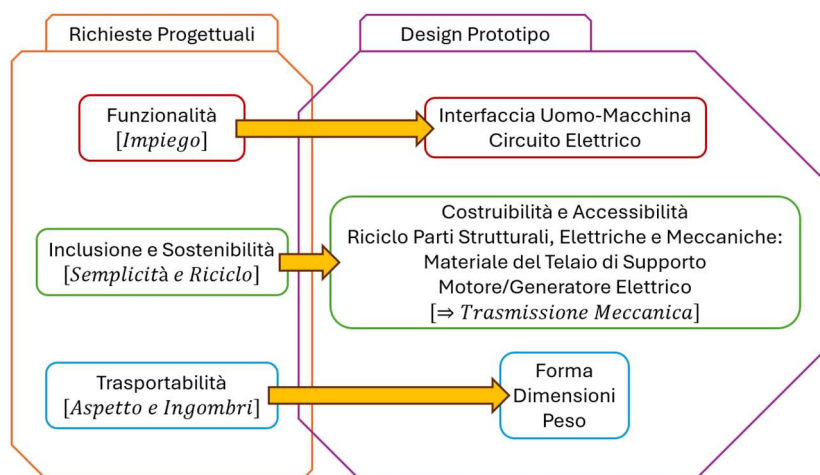 Richieste Progettuali
Design Prototipo
Funzionalità
[Impiego]
Interfaccia Uomo-Macchina
Circuito Elettrico
Inclusione e Sostenibilità
[Semplicità e Riciclo]
Costruibilità e Accessibilità
Riciclo Parti Strutturali, Elettriche e Meccaniche:
Materiale del Telaio di Supporto
Motore/Generatore Elettrico
[⇒ Trasmissione Meccanica]
Trasportabilità
[Aspetto e Ingombri]
Forma
Dimensioni
Peso